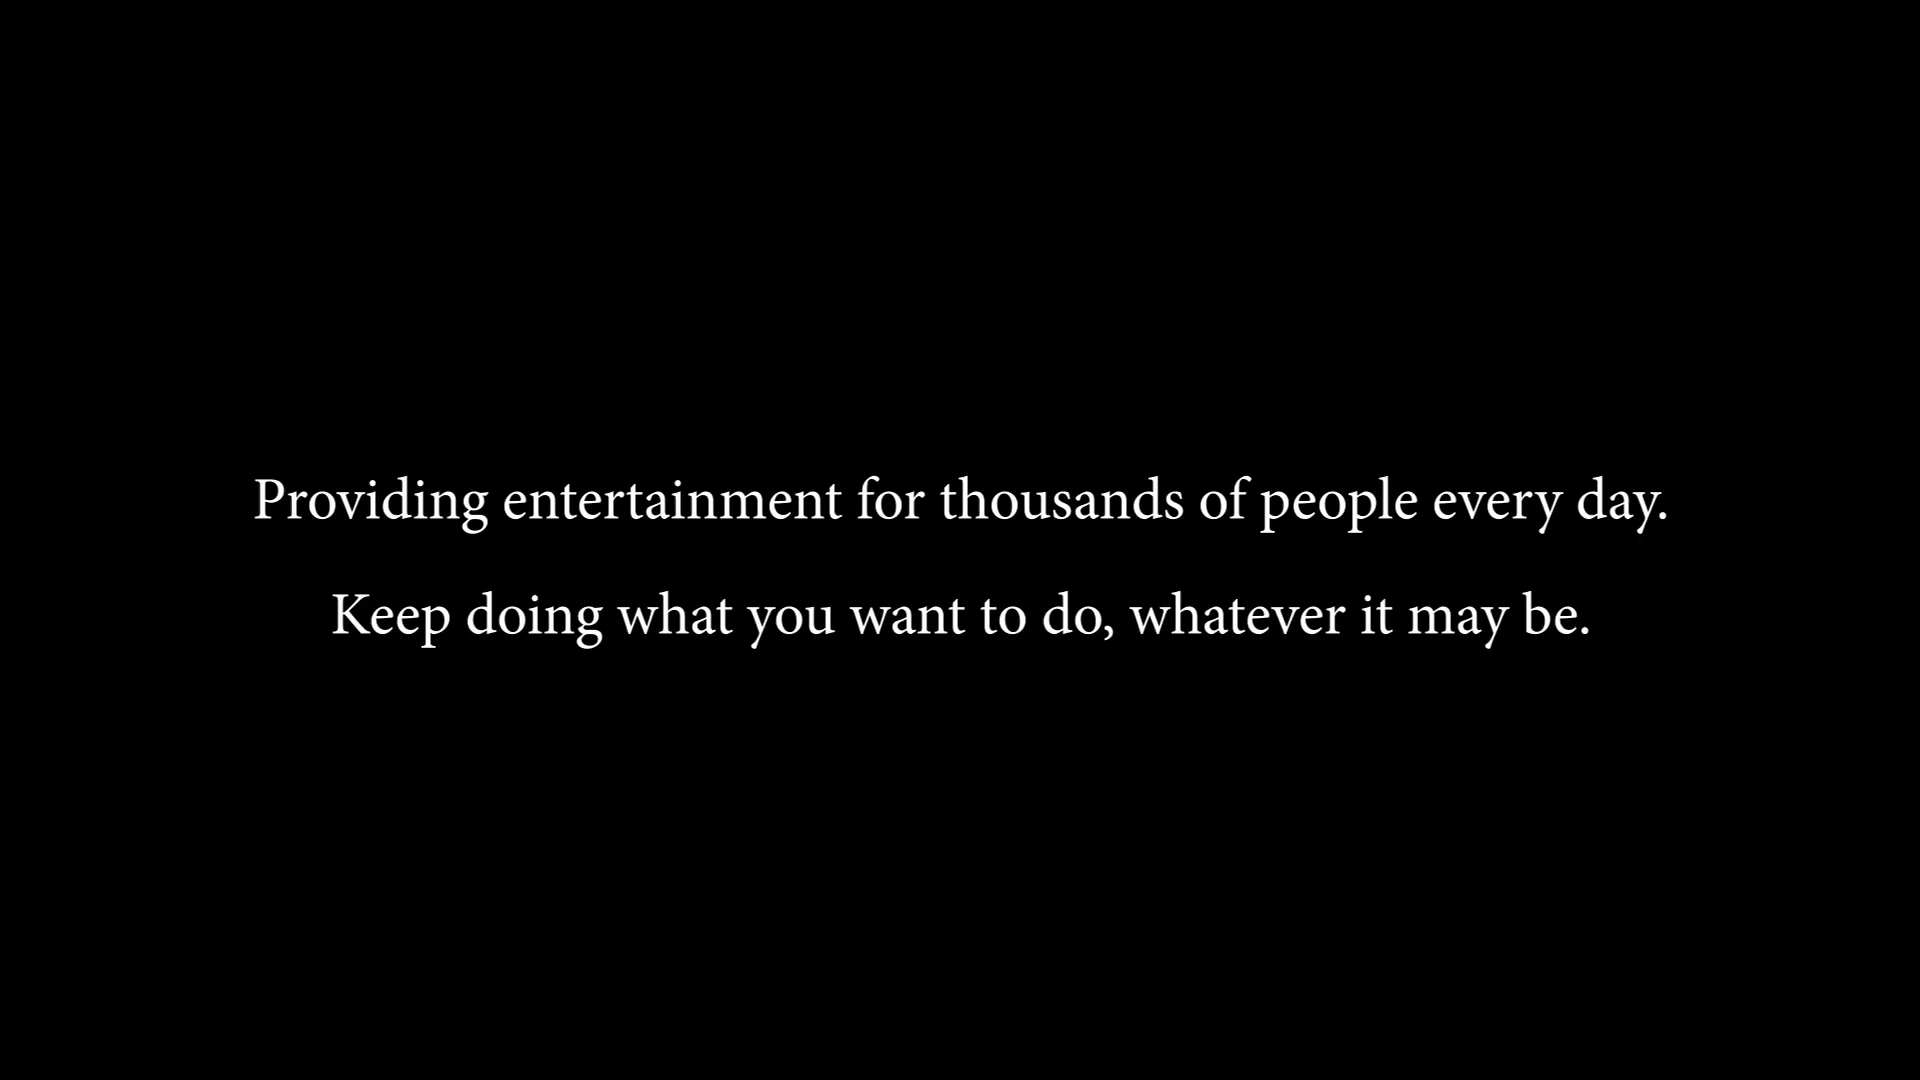 Providing entertainment for thousands of people every day.
Keep doing what you want to do, whatever it may be.